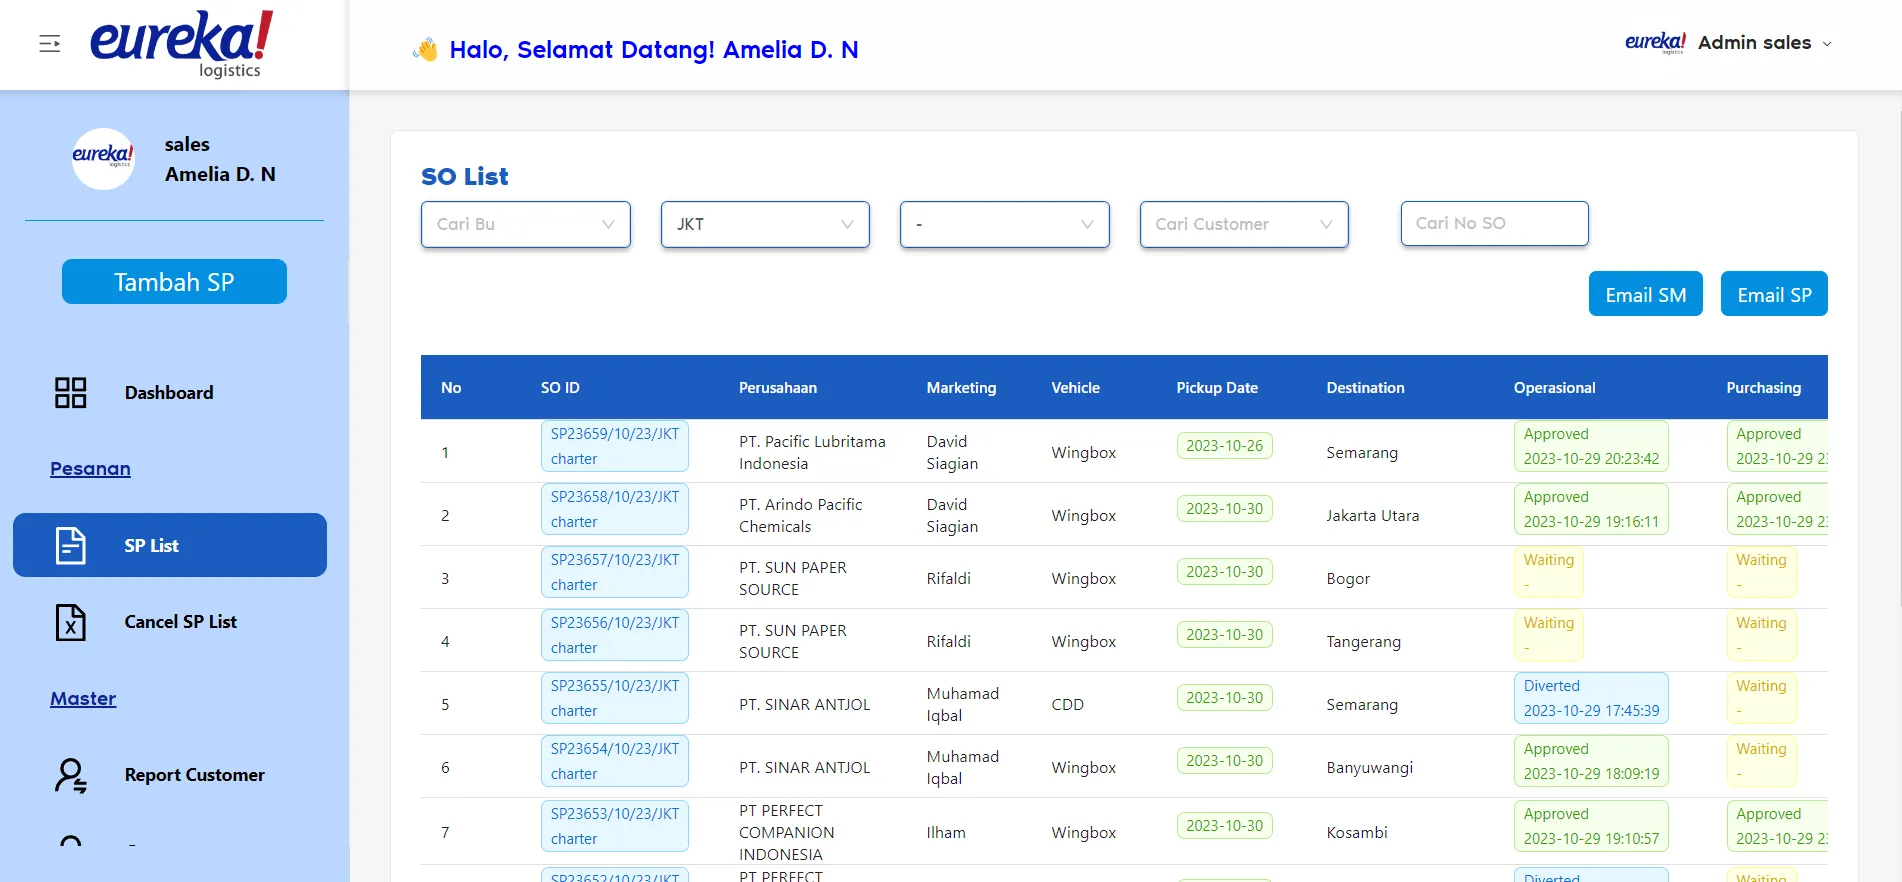 eureka!
logistics
Halo, Selamat Datang! Amelia D. N
eureka!
logistics
Admin sales
eureka!
logistics
sales
Amelia D. N
Tambah SP
Dashboard
Pesanan
SP List
Cancel SP List
Master
Report Customer
SO List
Cari Bu
JKT
-
Cari Customer
Cari No SO
Email SM
Email SP
No SO ID Perusahaan Marketing Vehicle Pickup Date Destination Operasional Purchasing
1
SP23659/10/23/JKT
charter
PT. Pacific Lubritama
Indonesia
David
Siagian
Wingbox
2023-10-26
Semarang
Approved
2023-10-29 20:23:42
Approved
2023-10-29 23
2
SP23658/10/23/JKT
charter
PT. Arindo Pacific
Chemicals
David
Siagian
Wingbox
2023-10-30
Jakarta Utara
Approved
2023-10-29 19:16:11
Approved
2023-10-29 23
3
SP23657/10/23/JKT
charter
PT. SUN PAPER
SOURCE
Rifaldi
Wingbox
2023-10-30
Bogor
Waiting
-
Waiting
-
4
SP23656/10/23/JKT
charter
PT. SUN PAPER
SOURCE
Rifaldi
Wingbox
2023-10-30
Tangerang
Waiting
-
Waiting
-
5
SP23655/10/23/JKT
charter
PT. SINAR ANTJOL
Muhamad
Iqbal
CDD
2023-10-30
Semarang
Diverted
2023-10-29 17:45:39
Waiting
-
6
SP23654/10/23/JKT
charter
PT. SINAR ANTJOL
Muhamad
Iqbal
Wingbox
2023-10-30
Banyuwangi
Approved
2023-10-29 18:09:19
Waiting
-
7
SP23653/10/23/JKT
charter
PT PERFECT
COMPANION
INDONESIA
Ilham
Wingbox
2023-10-30
Kosambi
Approved
2023-10-29 19:10:57
Approved
2023-10-29 23
SP23652/10/23/JKT
PT PERFECT
Diverted
Waiting